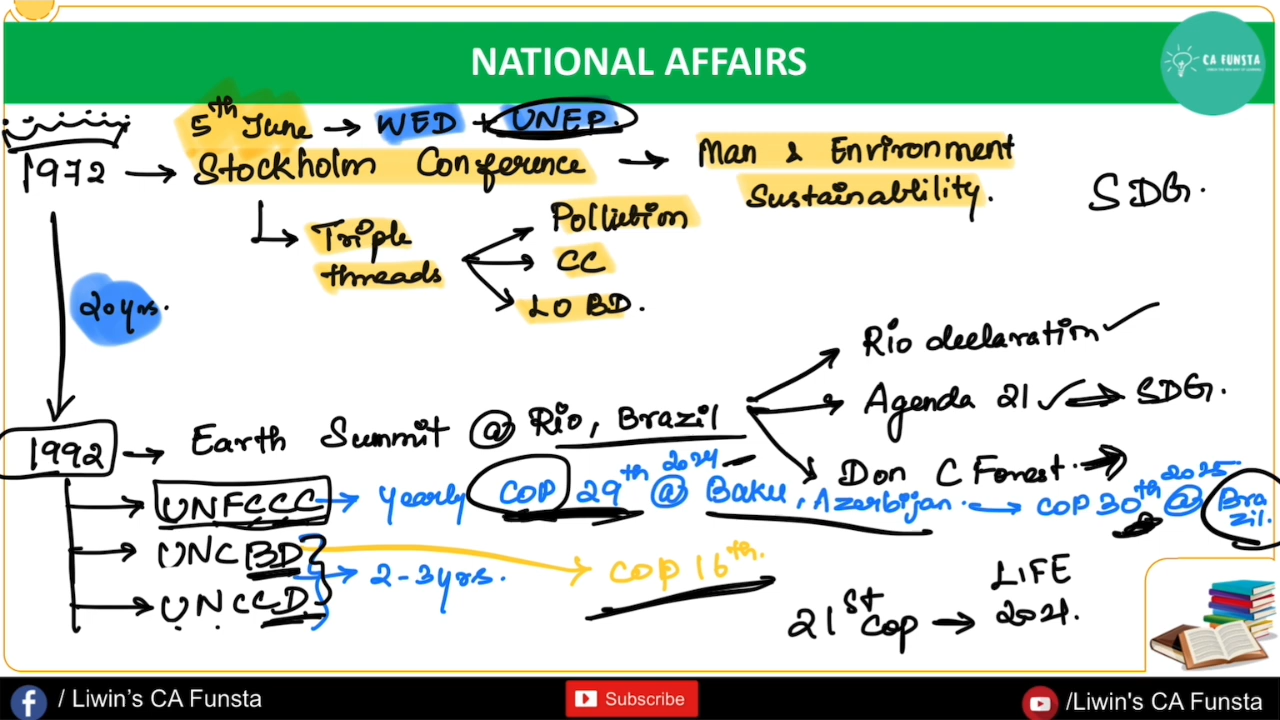 NATIONAL AFFAIRS
CA FUNSTA
5th June → WED + UNEP.
1972 → Stockholm Conference → Man & Environment
Sustainablility.
SDG.
Triple
threads
Pollution
CC
LOBD.
20yrs.
Rio declaration ✓
Agenda 21 ✓ ⇒ SDG.
Don C Forest. →
1992 → Earth Summit @ Rio, Brazil
UNFCCC → yearly COP 29th @ 2024 Baku, Azerbijan. → COP 30th @ 2025 Brazil.
UNCBD
→ 2-3yrs.
COP 16th.
UNCCD.
21st Cop → LIFE
2021.
/ Liwin's CA Funsta
Subscribe
/Liwin's CA Funsta